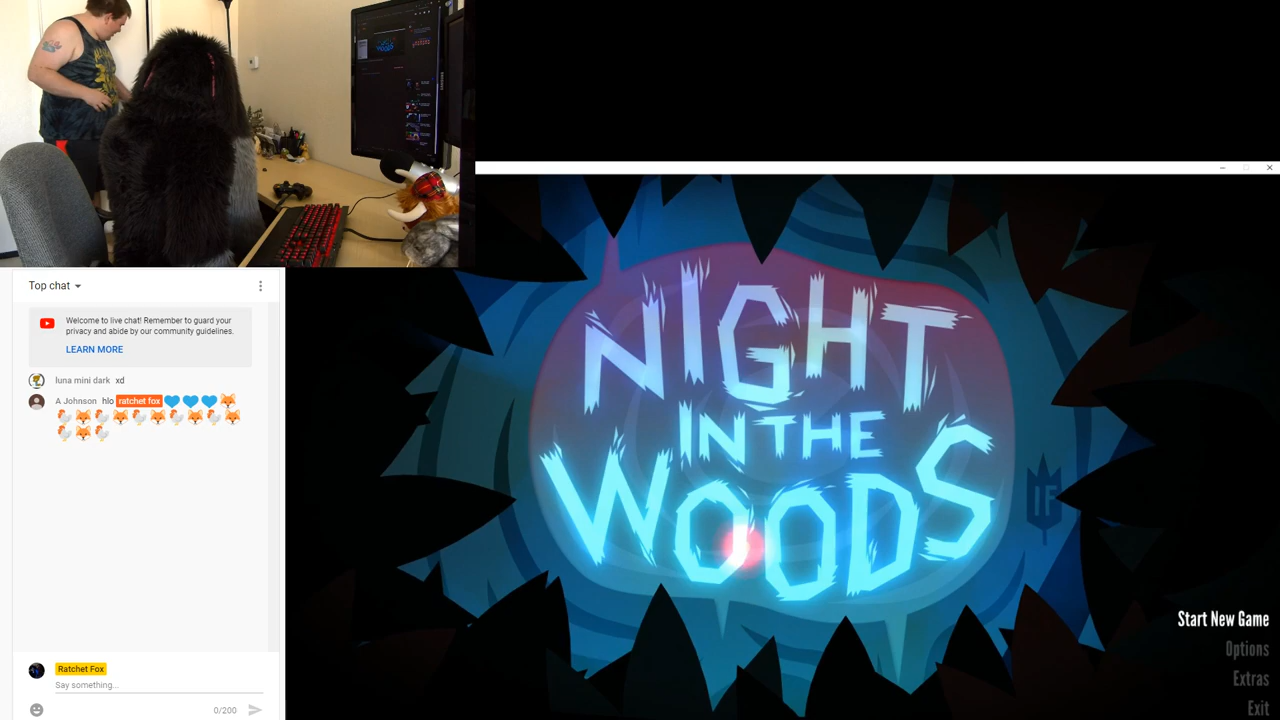 Top chat
Welcome to live chat! Remember to guard your
privacy and abide by our community guidelines.
LEARN MORE
luna mini dark xd
A Johnson hlo ratchet fox
Ratchet Fox
Say something...
0/200
NIGHT
IN THE
WOODS
IF
Start New Game
Options
Extras
Exit